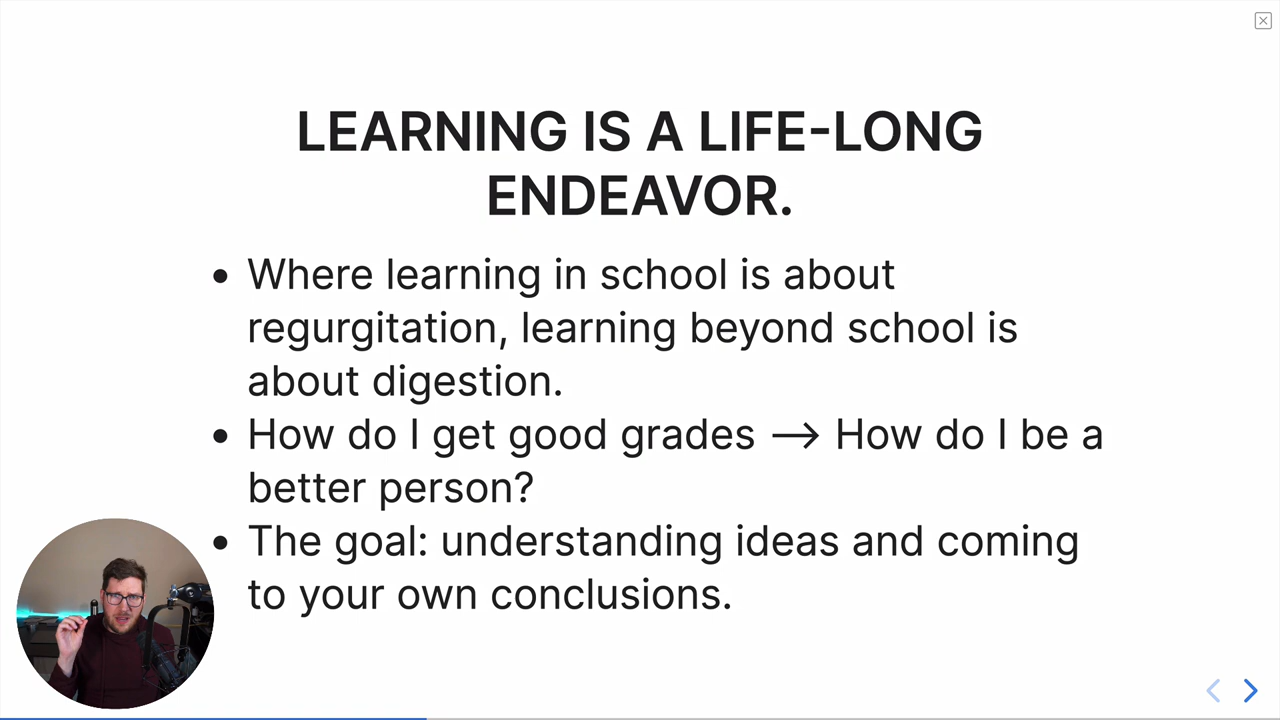 LEARNING IS A LIFE-LONG
ENDEAVOR.
• Where learning in school is about
regurgitation, learning beyond school is
about digestion.
• How do I get good grades → How do I be a
better person?
• The goal: understanding ideas and coming
to your own conclusions.